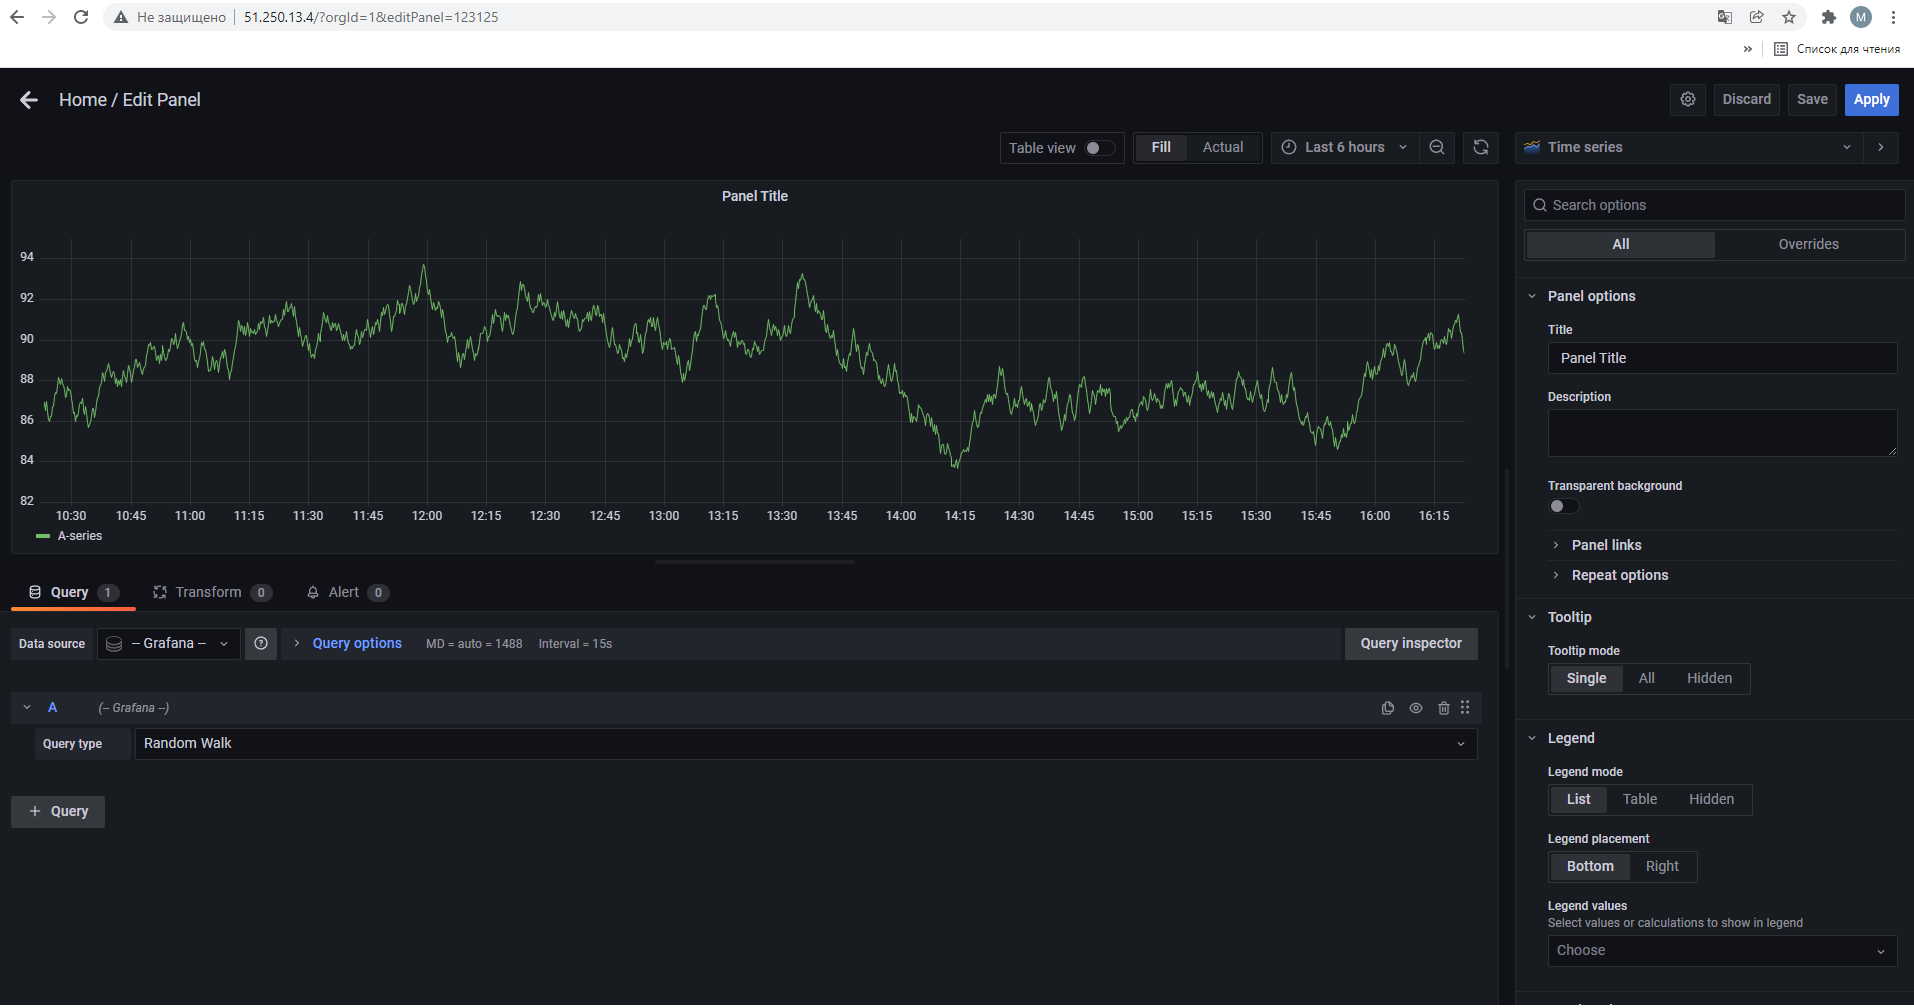 Не защищено 51.250.13.4/?orgId=1&editPanel=123125
M
» Список для чтения
Home / Edit Panel
Discard Save Apply
Table view Fill Actual Last 6 hours
Time series
Panel Title
94
92
90
88
86
84
82
10:30 10:45 11:00 11:15 11:30 11:45 12:00 12:15 12:30 12:45 13:00 13:15 13:30 13:45 14:00 14:15 14:30 14:45 15:00 15:15 15:30 15:45 16:00 16:15
A-series
Query 1 Transform 0 Alert 0
Data source -- Grafana -- Query options MD = auto = 1488 Interval = 15s Query inspector
A (-- Grafana --)
Query type Random Walk
+ Query
Search options
All Overrides
Panel options
Title
Panel Title
Description
Transparent background
Panel links
Repeat options
Tooltip
Tooltip mode
Single All Hidden
Legend
Legend mode
List Table Hidden
Legend placement
Bottom Right
Legend values
Select values or calculations to show in legend
Choose